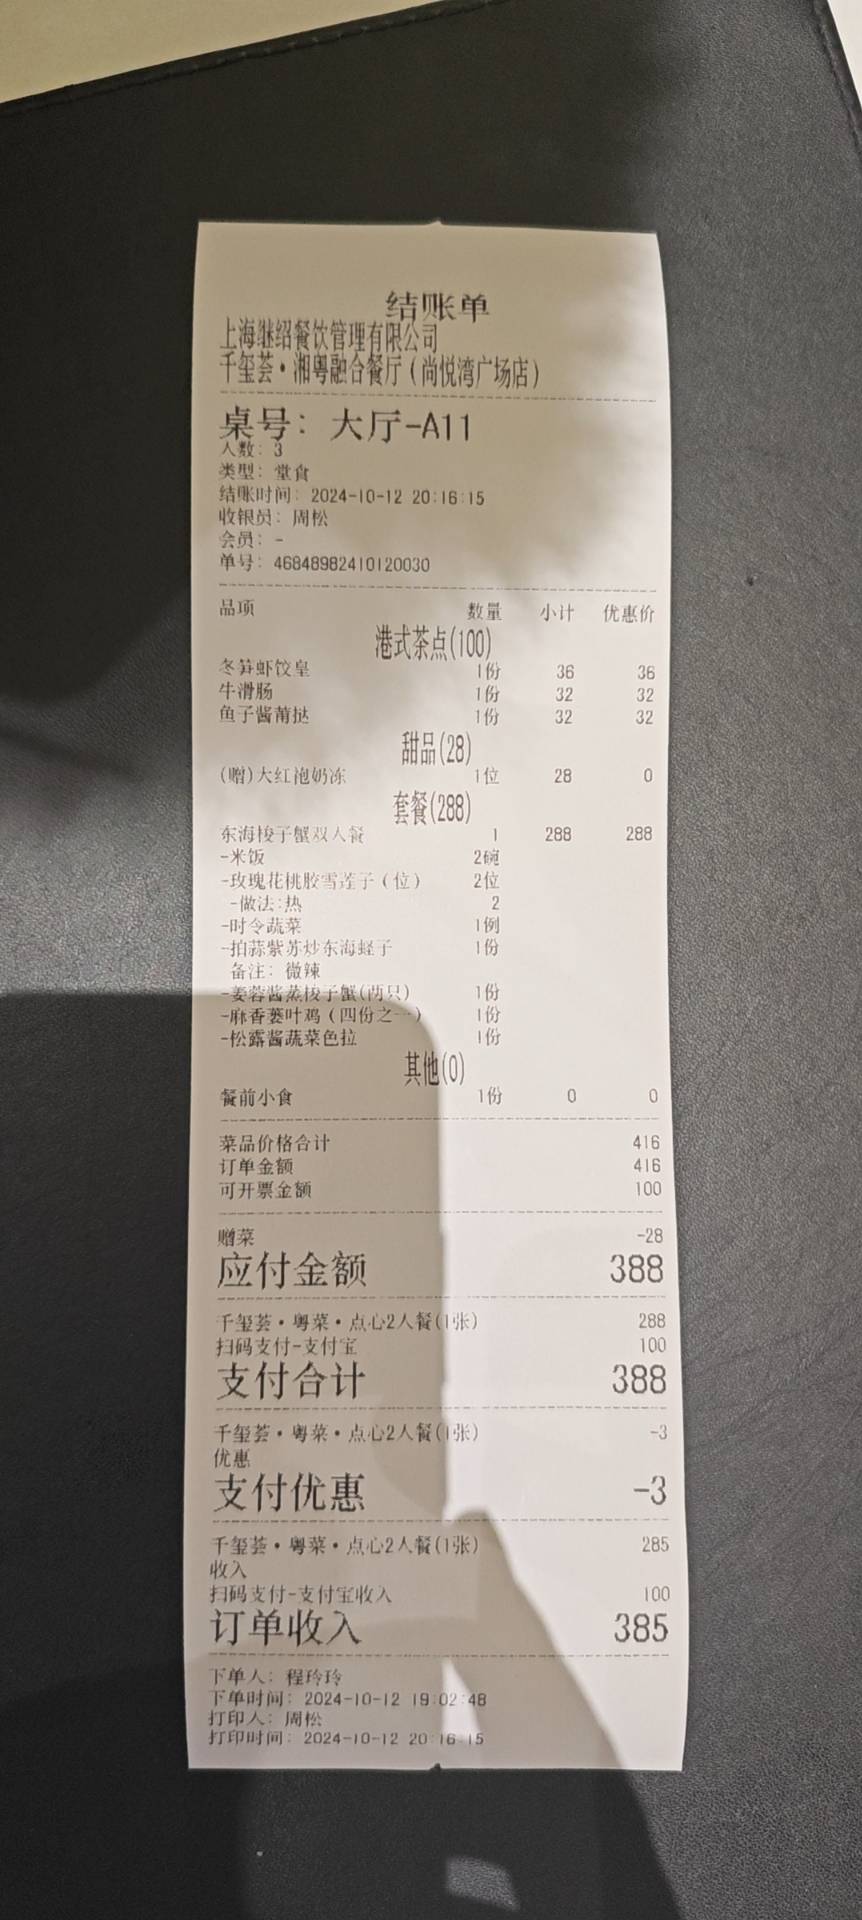 结账单
上海继绍餐饮管理有限公司
千玺荟·湘粤融合餐厅(尚悦湾广场店)
桌号: 大厅-A11
人数: 3
类型: 堂食
结账时间: 2024-10-12 20:16:15
收银员: 周松
会员: -
单号: 46848982410120030
品项 数量 小计 优惠价
港式茶点(100)
冬笋虾饺皇 1份 36 36
牛滑肠 1份 32 32
鱼子酱莆挞 1份 32 32
甜品(28)
(赠)大红袍奶冻 1位 28 0
套餐(288)
东海梭子蟹双人餐 1 288 288
-米饭 2碗
-玫瑰花桃胶雪莲子(位) 2位
-做法:热 2
-时令蔬菜 1例
-拍蒜紫苏炒东海蛏子 1份
备注: 微辣
-姜蓉酱蒸梭子蟹(两只) 1份
-麻香蒌叶鸡(四份之一) 1份
-松露酱蔬菜色拉 1份
其他(0)
餐前小食 1份 0 0
菜品价格合计 416
订单金额 416
可开票金额 100
赠菜 -28
应付金额 388
千玺荟·粤菜·点心2人餐(1张) 288
扫码支付-支付宝 100
支付合计 388
千玺荟·粤菜·点心2人餐(1张) -3
优惠
支付优惠 -3
千玺荟·粤菜·点心2人餐(1张) 285
收入
扫码支付-支付宝收入 100
订单收入 385
下单人: 程玲玲
下单时间: 2024-10-12 19:02:48
打印人: 周松
打印时间: 2024-10-12 20:16:15